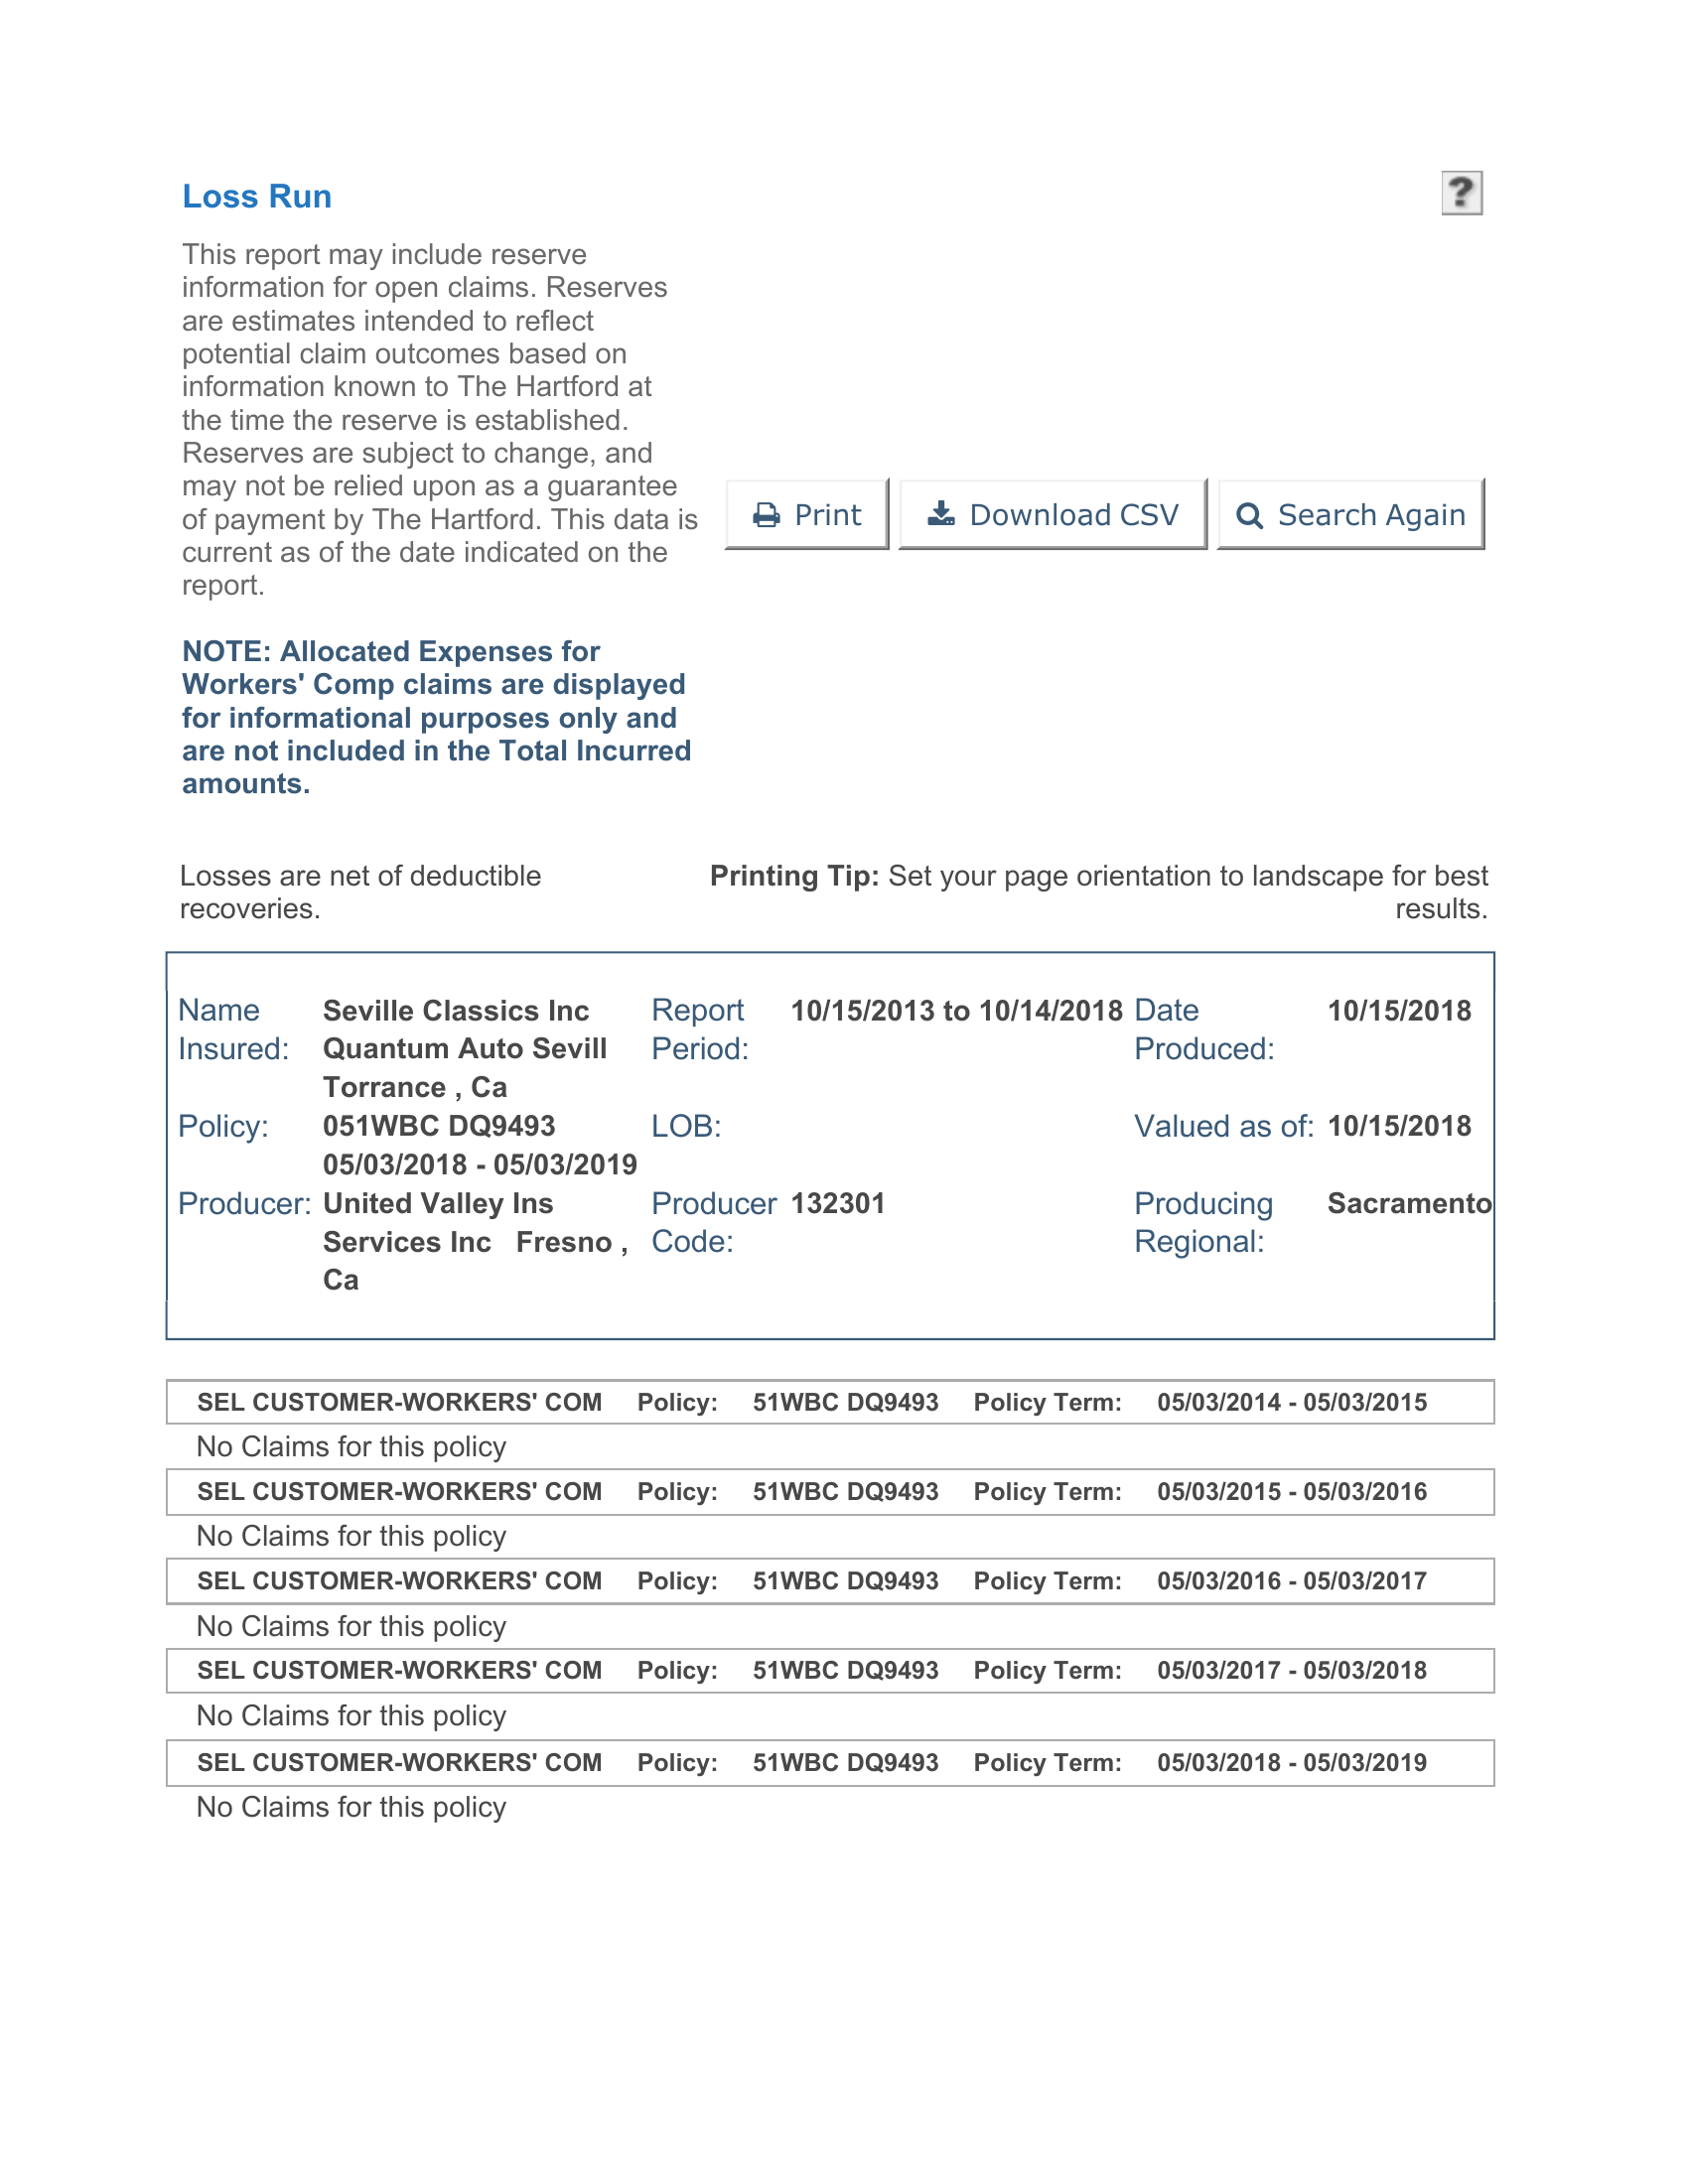 Loss Run
?
This report may include reserve
information for open claims. Reserves
are estimates intended to reflect
potential claim outcomes based on
information known to The Hartford at
the time the reserve is established.
Reserves are subject to change, and
may not be relied upon as a guarantee
of payment by The Hartford. This data is
current as of the date indicated on the
report.
Print Download CSV Search Again
NOTE: Allocated Expenses for
Workers' Comp claims are displayed
for informational purposes only and
are not included in the Total Incurred
amounts.
Losses are net of deductible
recoveries.
Printing Tip: Set your page orientation to landscape for best
results.
Name Seville Classics Inc Report 10/15/2013 to 10/14/2018 Date 10/15/2018
Insured: Quantum Auto Sevill Period: Produced:
Torrance , Ca
Policy: 051WBC DQ9493 LOB: Valued as of: 10/15/2018
05/03/2018 - 05/03/2019
Producer: United Valley Ins Producer 132301 Producing Sacramento
Services Inc Fresno , Code: Regional:
Ca
SEL CUSTOMER-WORKERS' COM Policy: 51WBC DQ9493 Policy Term: 05/03/2014 - 05/03/2015
No Claims for this policy
SEL CUSTOMER-WORKERS' COM Policy: 51WBC DQ9493 Policy Term: 05/03/2015 - 05/03/2016
No Claims for this policy
SEL CUSTOMER-WORKERS' COM Policy: 51WBC DQ9493 Policy Term: 05/03/2016 - 05/03/2017
No Claims for this policy
SEL CUSTOMER-WORKERS' COM Policy: 51WBC DQ9493 Policy Term: 05/03/2017 - 05/03/2018
No Claims for this policy
SEL CUSTOMER-WORKERS' COM Policy: 51WBC DQ9493 Policy Term: 05/03/2018 - 05/03/2019
No Claims for this policy